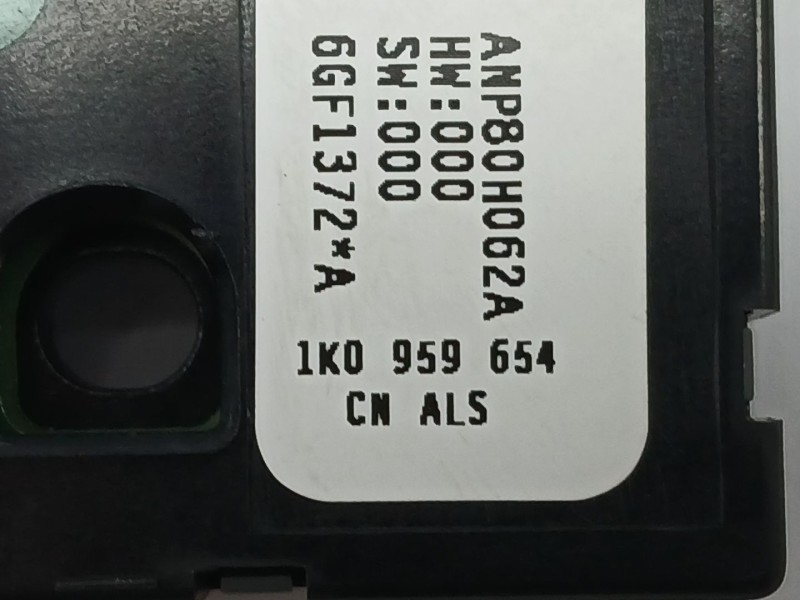 ANP80H062A
HW:000
SW:000
6GF1372*A
1K0 959 654
CN ALS